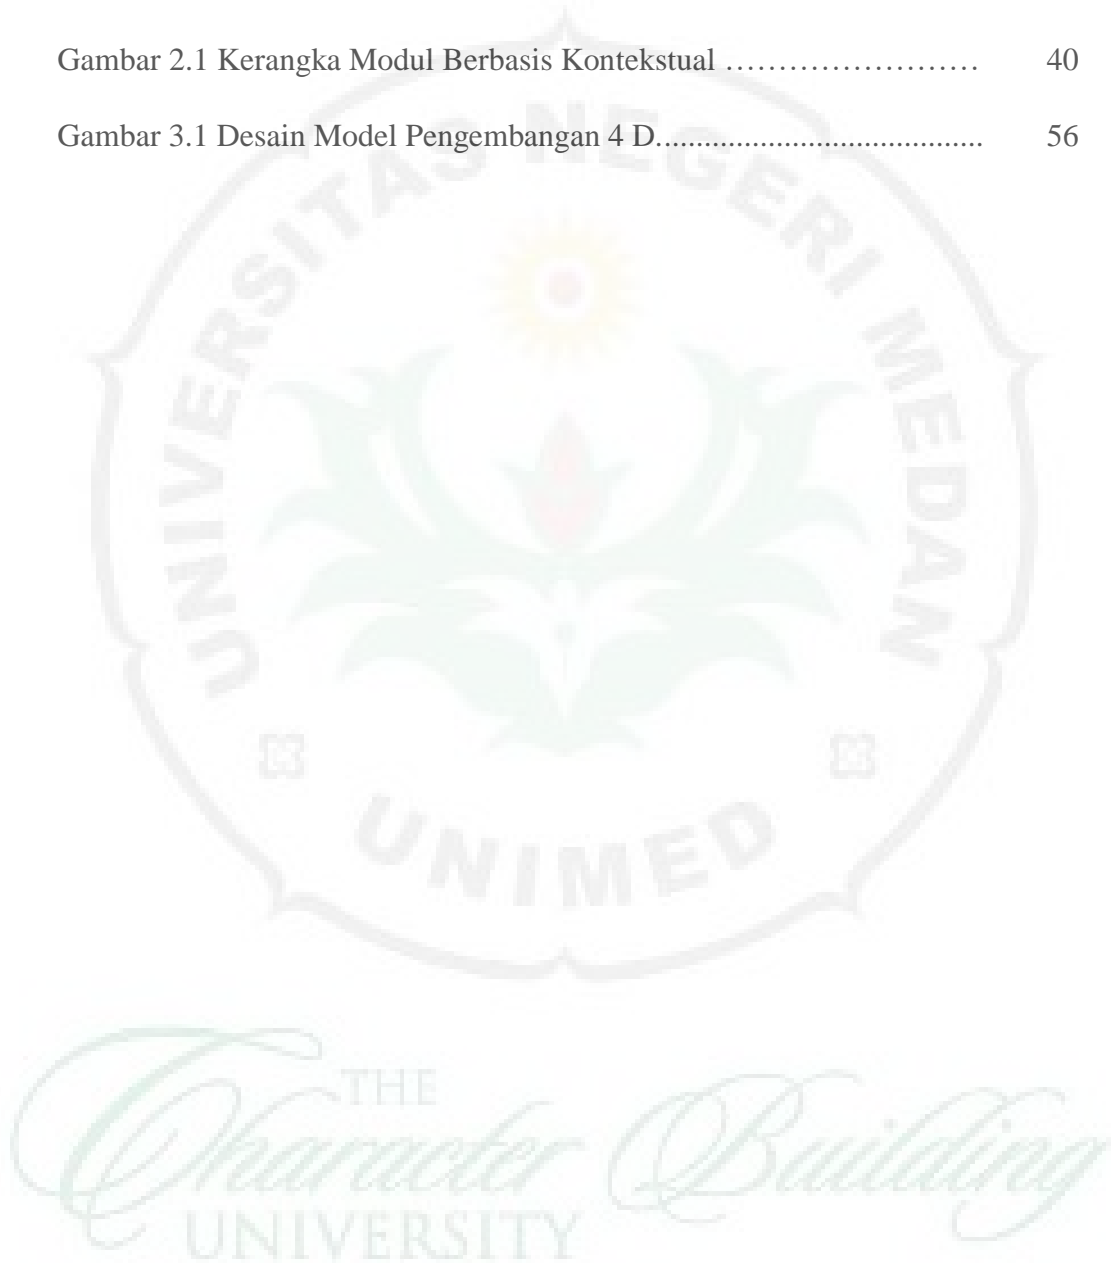 Gambar 2.1 Kerangka Modul Berbasis Kontekstual …………………… 40
Gambar 3.1 Desain Model Pengembangan 4 D...................................... 56
UNIVERSITAS NEGERI MEDAN
UNIMED
THE
Character Building
UNIVERSITY